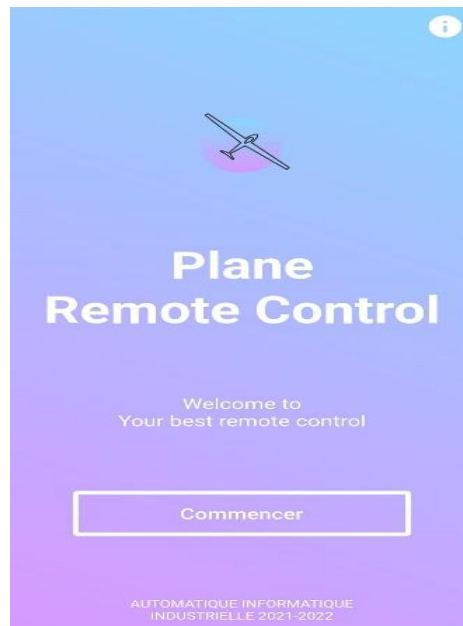 i
Plane
Remote Control
Welcome to
Your best remote control
Commencer
AUTOMATIQUE INFORMATIQUE
INDUSTRIELLE 2021-2022